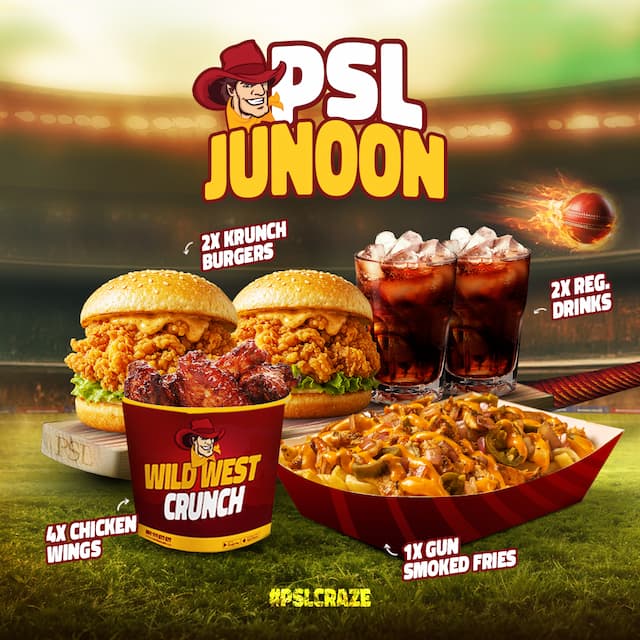 PSL
JUNOON
2X KRUNCH
BURGERS
2X REG.
DRINKS
PSL
WILD WEST
CRUNCH
4X CHICKEN
WINGS
1X GUN
SMOKED FRIES
#PSLCRAZE